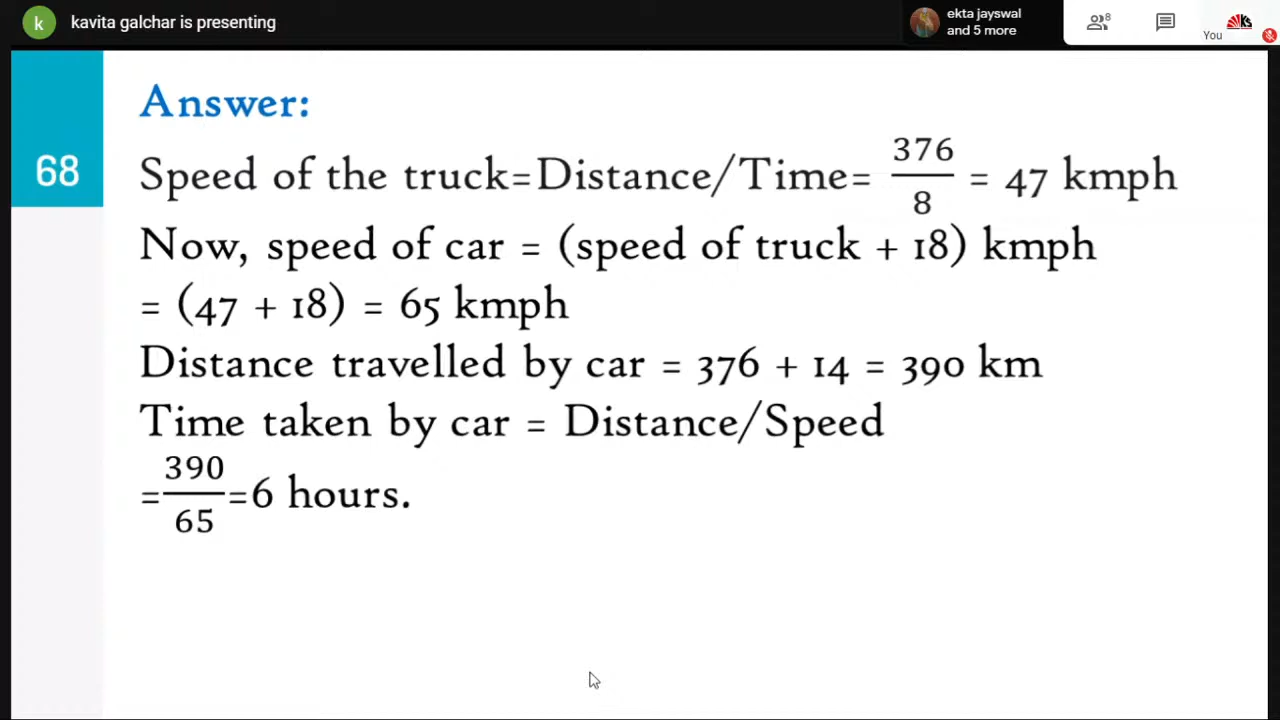 k kavita galchar is presenting
ekta jayswal
and 5 more
8
ks
You
68
Answer:
Speed of the truck=Distance/Time= 376/8 = 47 kmph
Now, speed of car = (speed of truck + 18) kmph
= (47 + 18) = 65 kmph
Distance travelled by car = 376 + 14 = 390 km
Time taken by car = Distance/Speed
=390/65=6 hours.